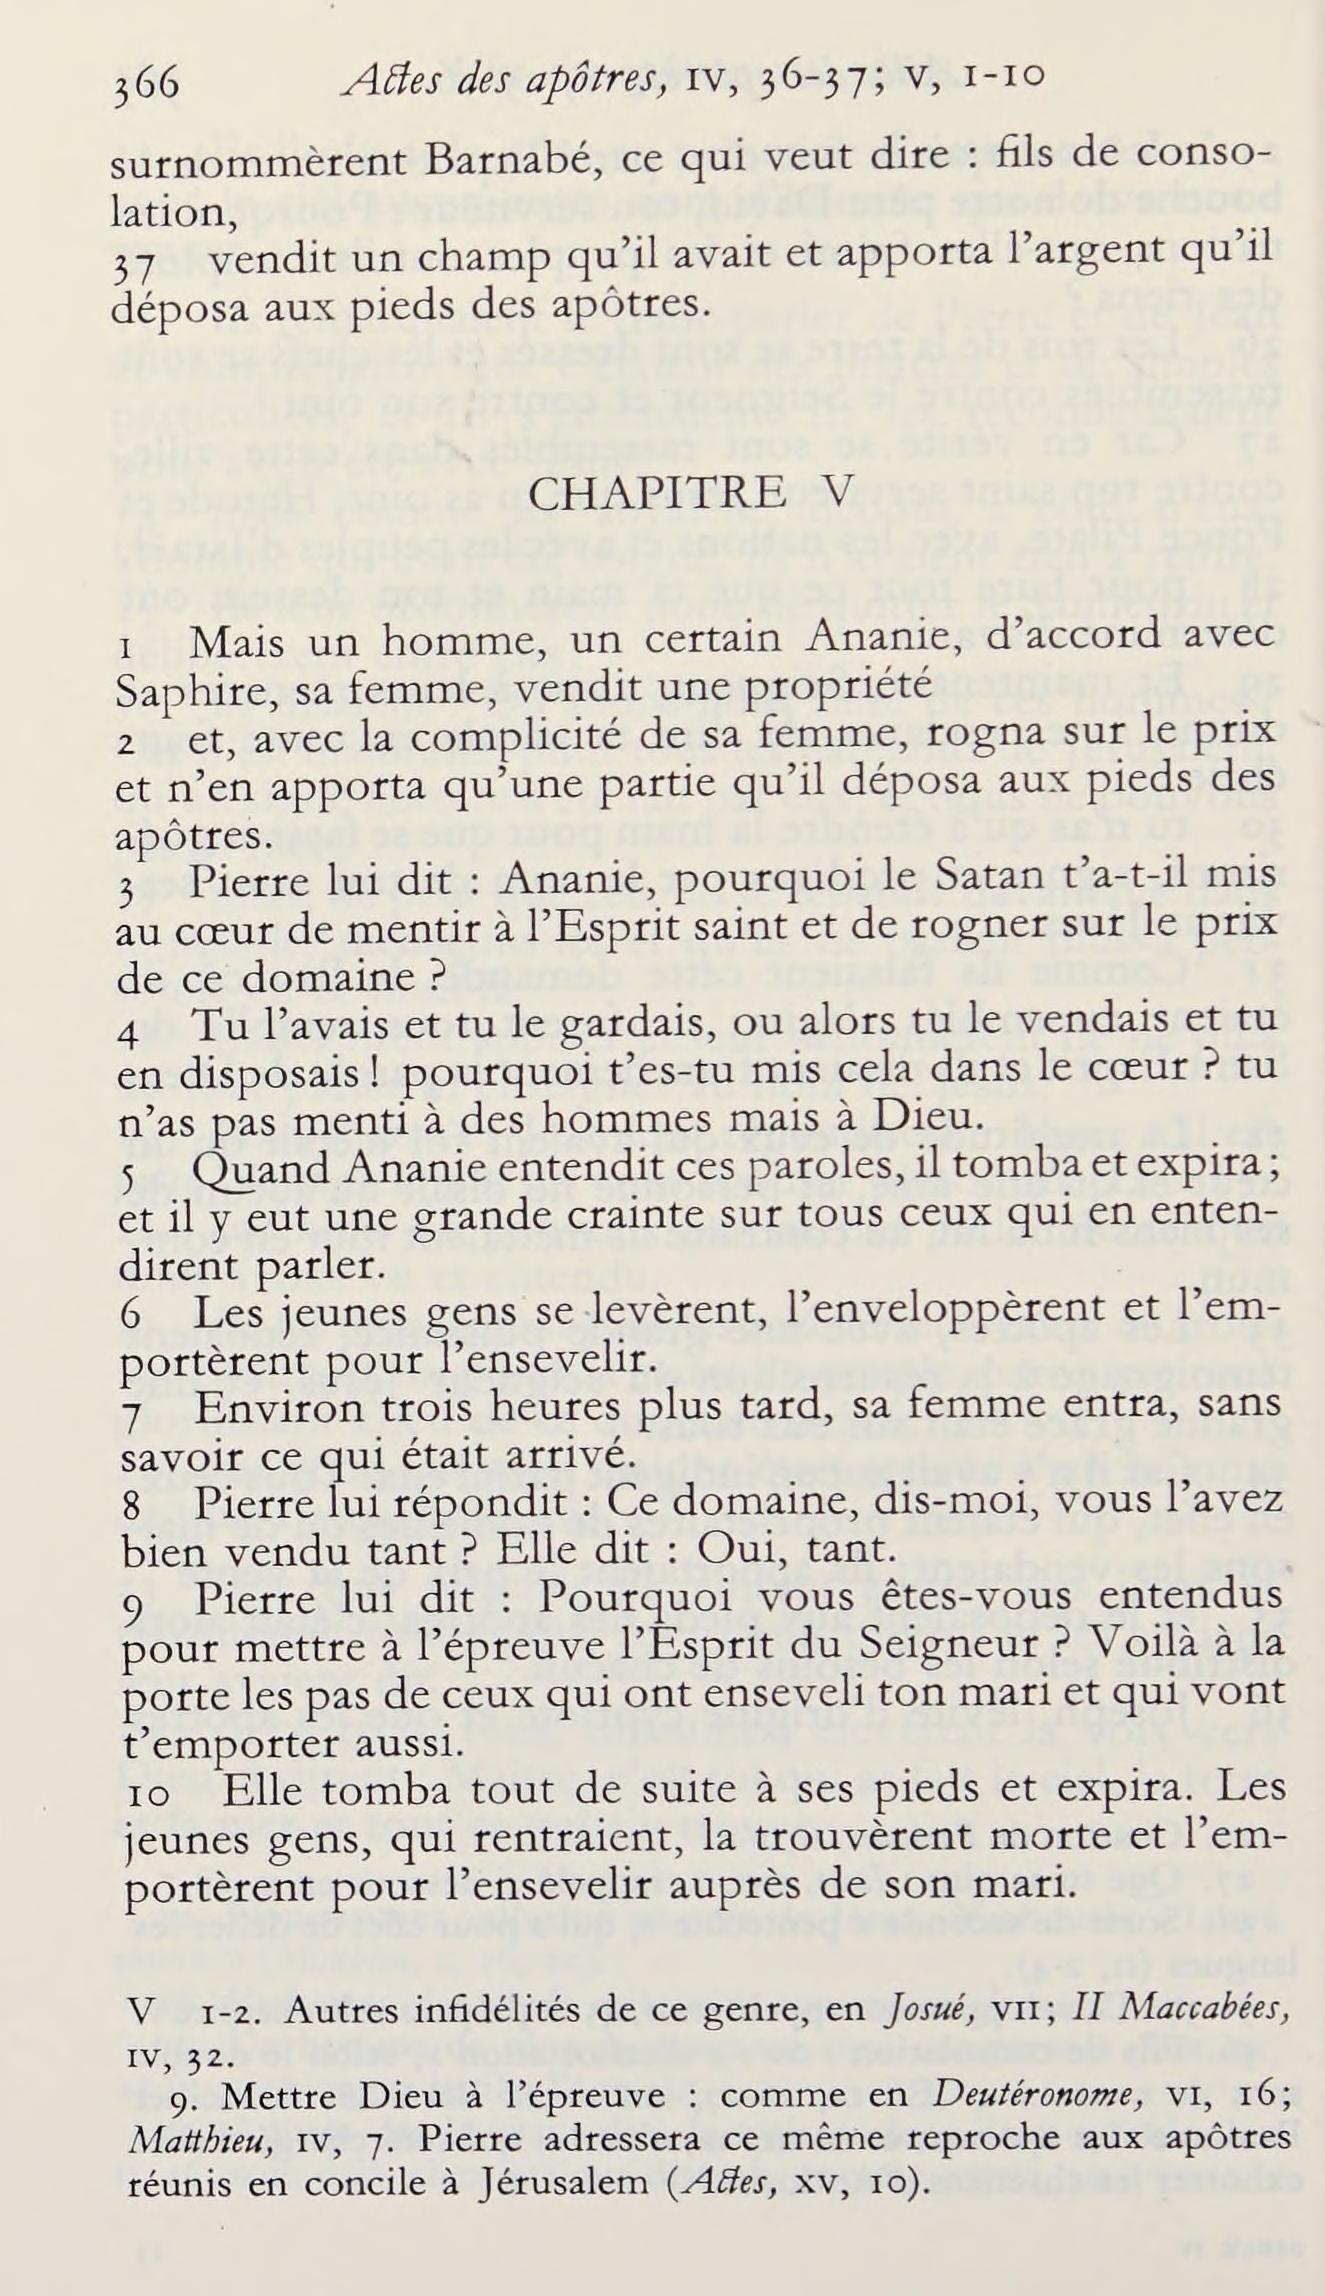 366 Actes des apôtres, IV, 36-37; V, 1-10
surnommèrent Barnabé, ce qui veut dire : fils de conso-
lation,
37 vendit un champ qu'il avait et apporta l'argent qu'il
déposa aux pieds des apôtres.
CHAPITRE V
1 Mais un homme, un certain Ananie, d'accord avec
Saphire, sa femme, vendit une propriété
2 et, avec la complicité de sa femme, rogna sur le prix
et n'en apporta qu'une partie qu'il déposa aux pieds des
apôtres.
3 Pierre lui dit : Ananie, pourquoi le Satan t'a-t-il mis
au cœur de mentir à l'Esprit saint et de rogner sur le prix
de ce domaine ?
4 Tu l'avais et tu le gardais, ou alors tu le vendais et tu
en disposais ! pourquoi t'es-tu mis cela dans le cœur ? tu
n'as pas menti à des hommes mais à Dieu.
5 Quand Ananie entendit ces paroles, il tomba et expira ;
et il y eut une grande crainte sur tous ceux qui en enten-
dirent parler.
6 Les jeunes gens se levèrent, l'enveloppèrent et l'em-
portèrent pour l'ensevelir.
7 Environ trois heures plus tard, sa femme entra, sans
savoir ce qui était arrivé.
8 Pierre lui répondit : Ce domaine, dis-moi, vous l'avez
bien vendu tant ? Elle dit : Oui, tant.
9 Pierre lui dit : Pourquoi vous êtes-vous entendus
pour mettre à l'épreuve l'Esprit du Seigneur ? Voilà à la
porte les pas de ceux qui ont enseveli ton mari et qui vont
t'emporter aussi.
10 Elle tomba tout de suite à ses pieds et expira. Les
jeunes gens, qui rentraient, la trouvèrent morte et l'em-
portèrent pour l'ensevelir auprès de son mari.
V 1-2. Autres infidélités de ce genre, en Josué, VII; II Maccabées,
IV, 32.
9. Mettre Dieu à l'épreuve : comme en Deutéronome, VI, 16;
Matthieu, IV, 7. Pierre adressera ce même reproche aux apôtres
réunis en concile à Jérusalem (Actes, XV, 10).